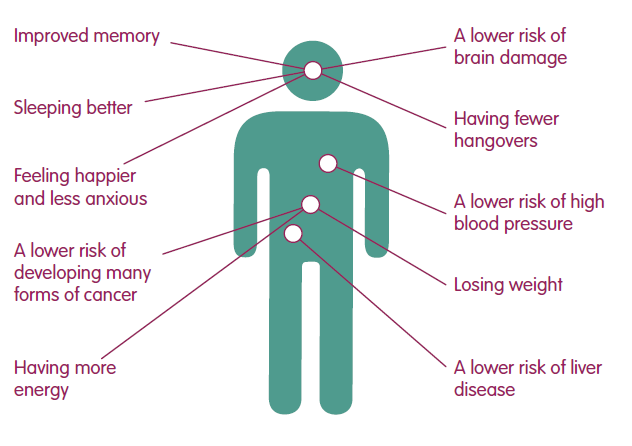 Improved memory
Sleeping better
Feeling happier
and less anxious
A lower risk of
developing many
forms of cancer
Having more
energy
A lower risk of
brain damage
Having fewer
hangovers
A lower risk of high
blood pressure
Losing weight
A lower risk of liver
disease